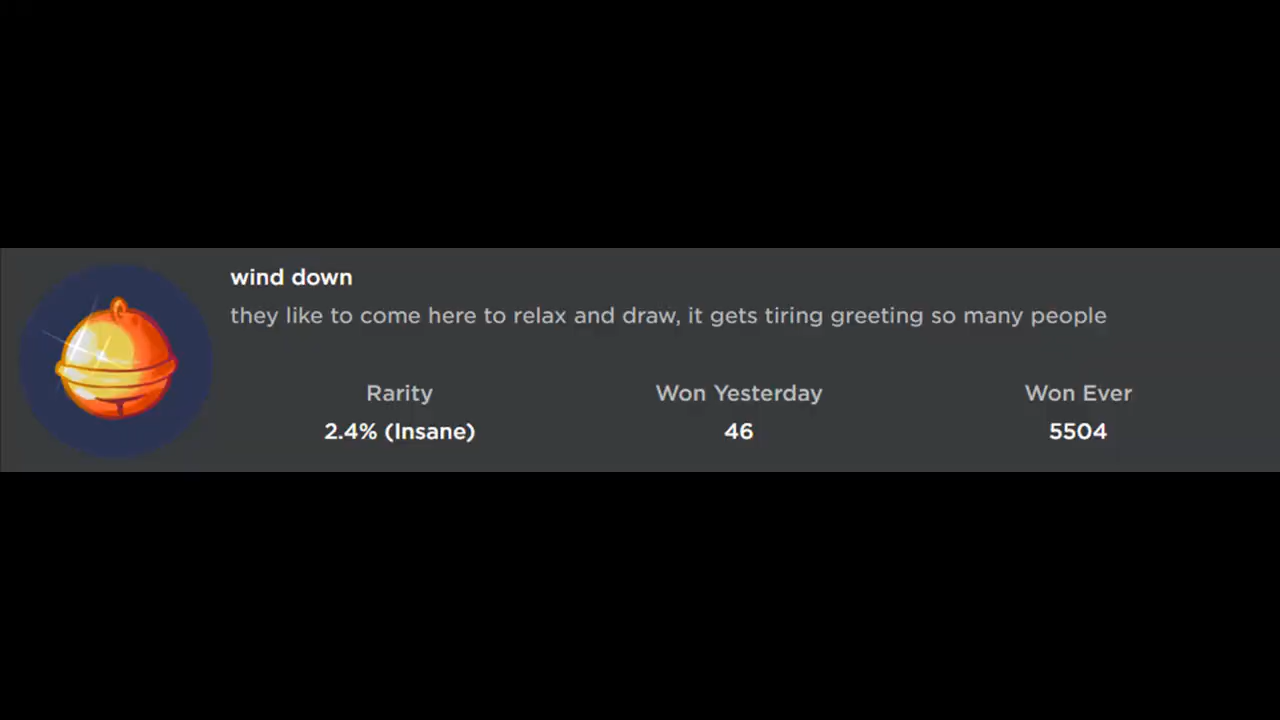 wind down
they like to come here to relax and draw, it gets tiring greeting so many people
Rarity Won Yesterday Won Ever
2.4% (Insane) 46 5504